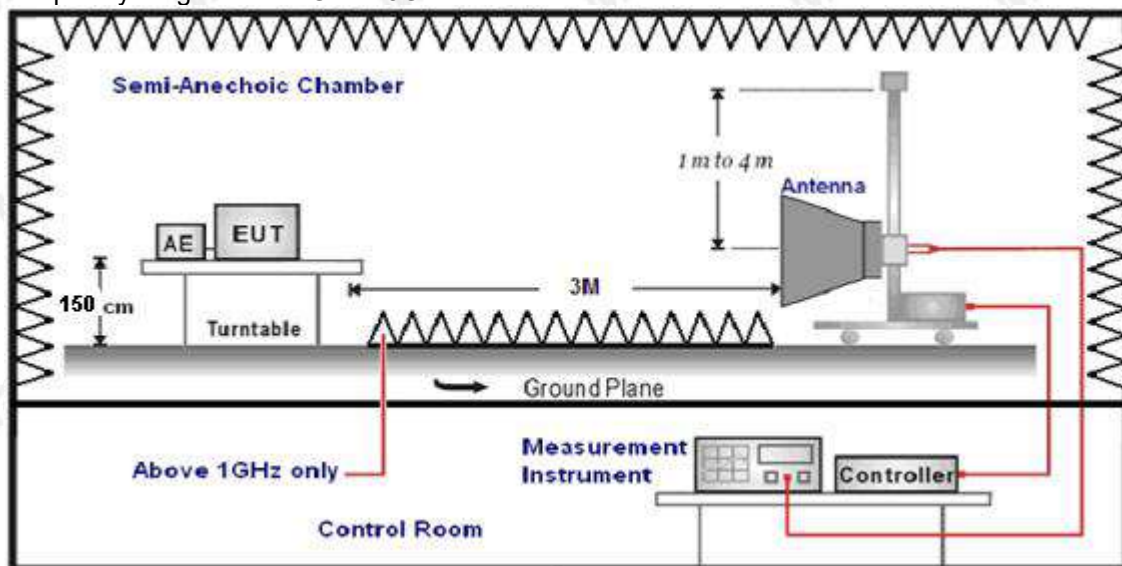 Semi-Anechoic Chamber
1 m to 4 m
Antenna
AE
EUT
3M
150 cm
Turntable
Ground Plane
Above 1GHz only
Measurement
Instrument
Controller
Control Room